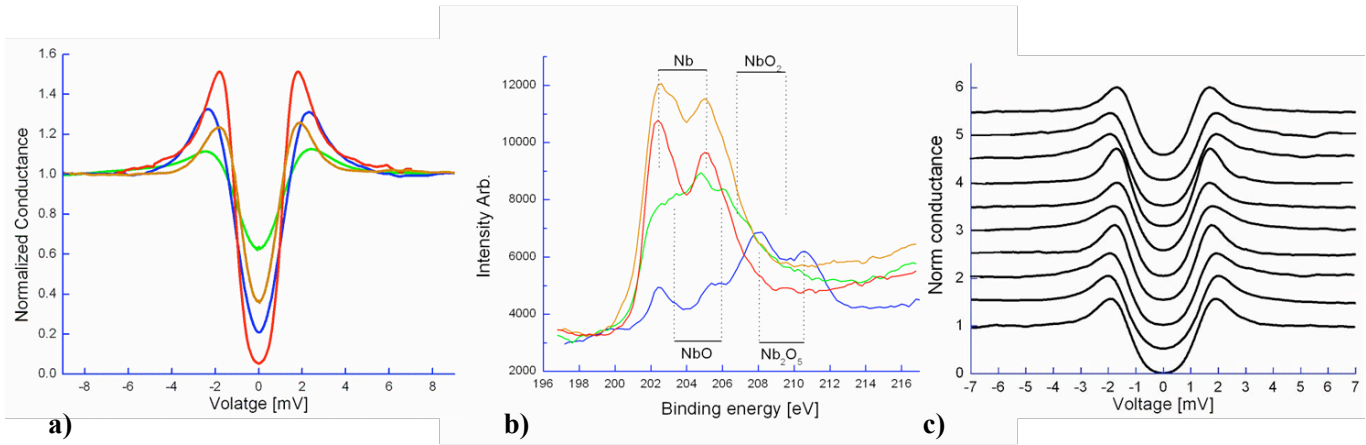 Normalized Conductance
1.6
1.4
1.2
1.0
0.8
0.6
0.4
0.2
0.0
-8 -6 -4 -2 0 2 4 6 8
Volatge [mV]
a)
Intensity Arb.
12000
10000
8000
6000
4000
2000
Nb NbO2
NbO Nb2O5
196 198 200 202 204 206 208 210 212 214 216
Binding energy [eV]
b)
Norm conductance
6
5
4
3
2
1
0
-7 -6 -5 -4 -3 -2 -1 0 1 2 3 4 5 6 7
Voltage [mV]
c)